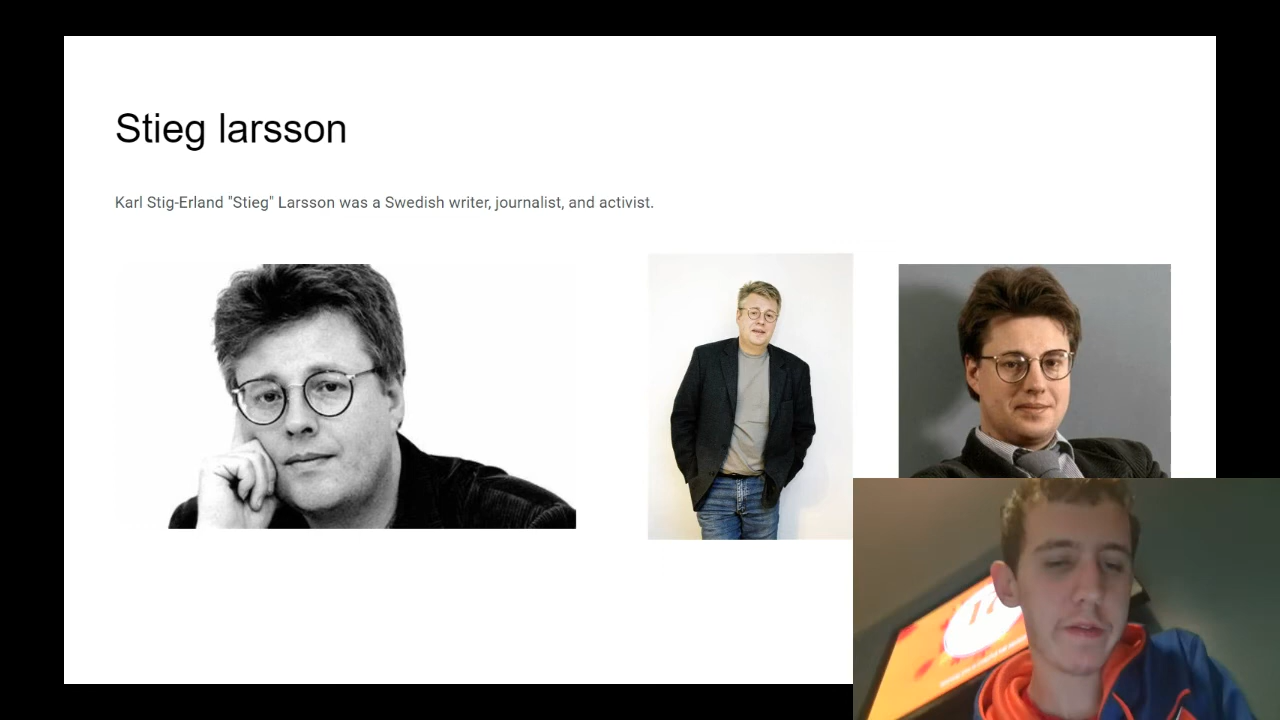 Stieg larsson
Karl Stig-Erland "Stieg" Larsson was a Swedish writer, journalist, and activist.